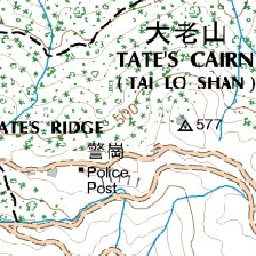 大老山
TATE'S CAIRN
( TAI LO SHAN )
500
577
ATES RIDGE
警崗
Police
Post